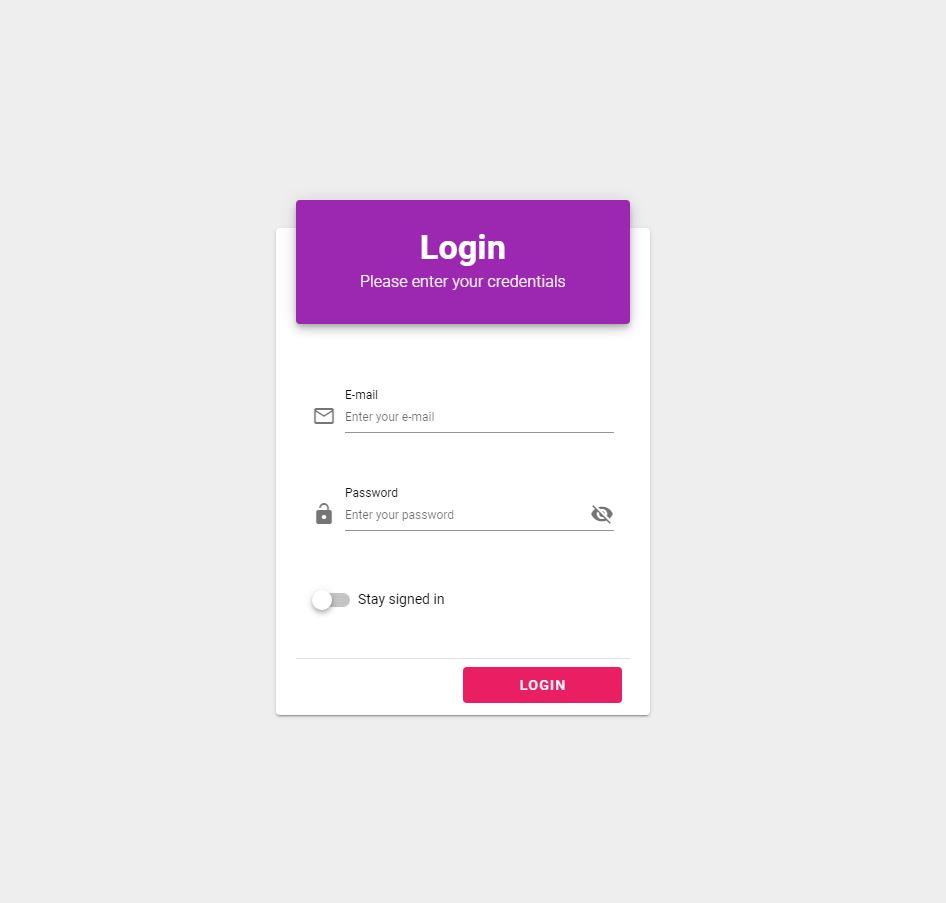 Login
Please enter your credentials
E-mail
Enter your e-mail
Password
Enter your password
Stay signed in
LOGIN